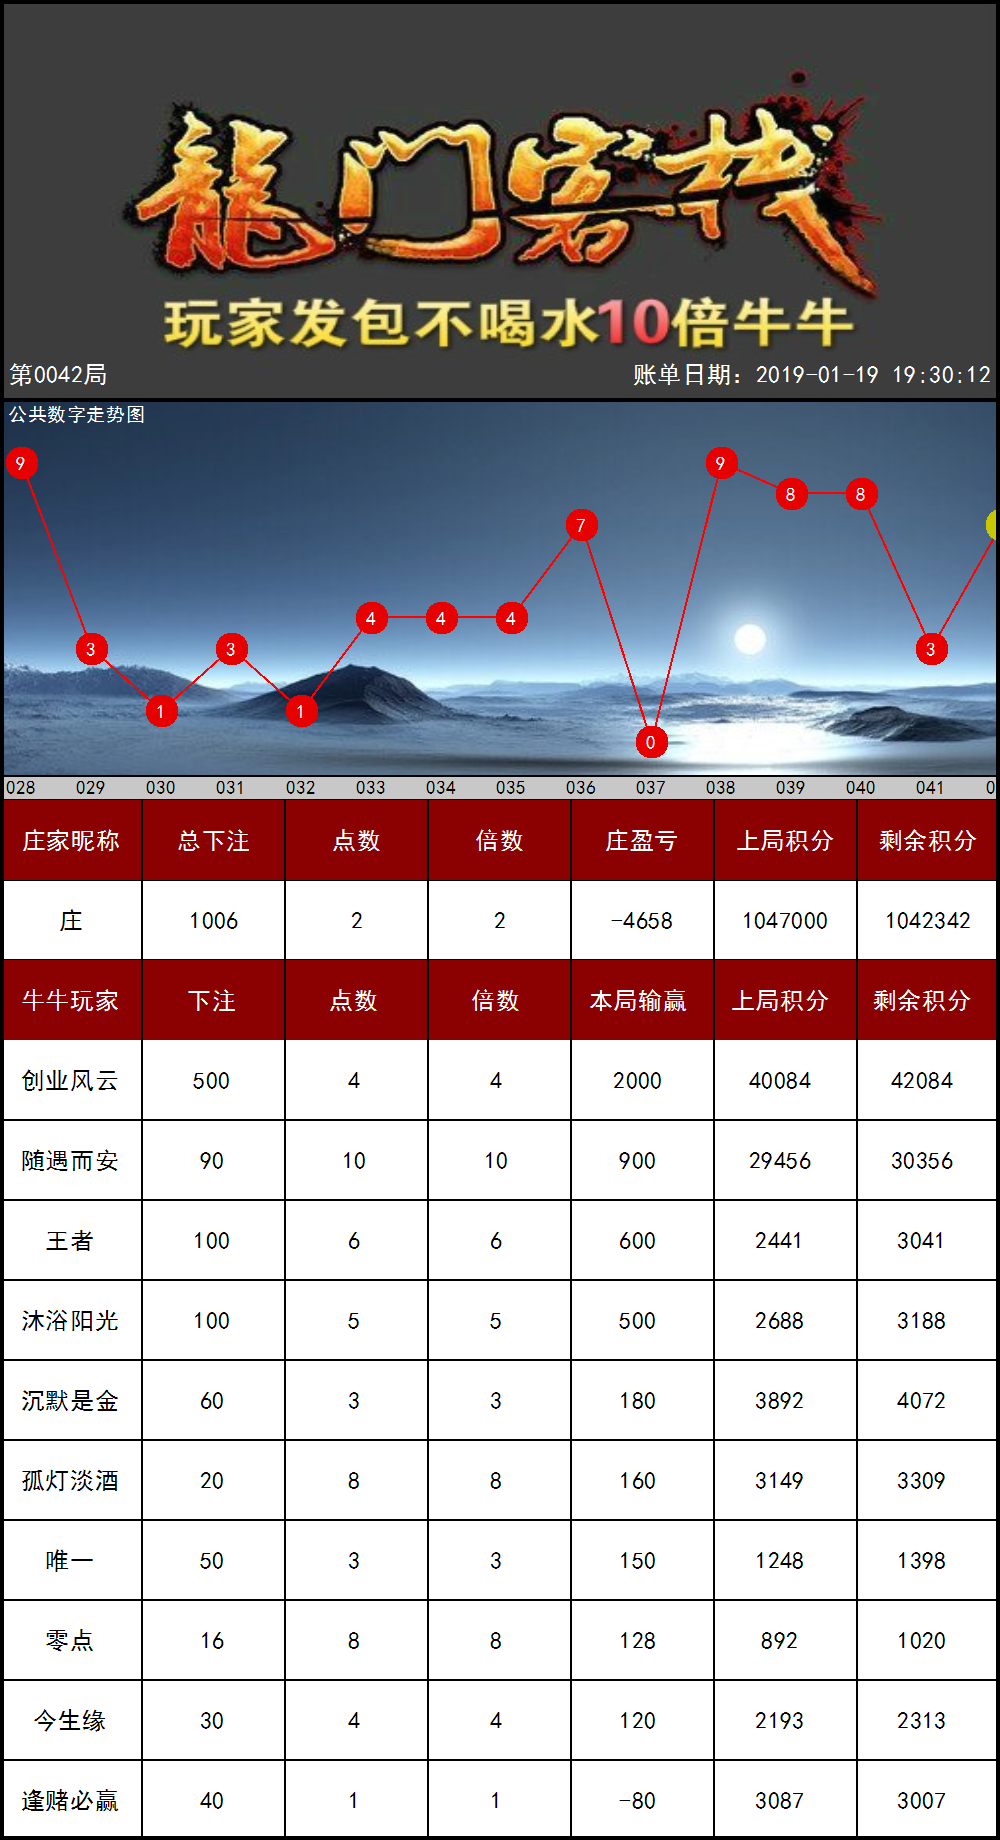 龍门客栈
玩家发包不喝水10倍牛牛
第0042局 账单日期：2019-01-19 19:30:12
公共数字走势图
9 3 1 3 1 4 4 4 7 0 9 8 8 3
028 029 030 031 032 033 034 035 036 037 038 039 040 041
庄家昵称 总下注 点数 倍数 庄盈亏 上局积分 剩余积分
庄 1006 2 2 -4658 1047000 1042342
牛牛玩家 下注 点数 倍数 本局输赢 上局积分 剩余积分
创业风云 500 4 4 2000 40084 42084
随遇而安 90 10 10 900 29456 30356
王者 100 6 6 600 2441 3041
沐浴阳光 100 5 5 500 2688 3188
沉默是金 60 3 3 180 3892 4072
孤灯淡酒 20 8 8 160 3149 3309
唯一 50 3 3 150 1248 1398
零点 16 8 8 128 892 1020
今生缘 30 4 4 120 2193 2313
逢赌必赢 40 1 1 -80 3087 3007